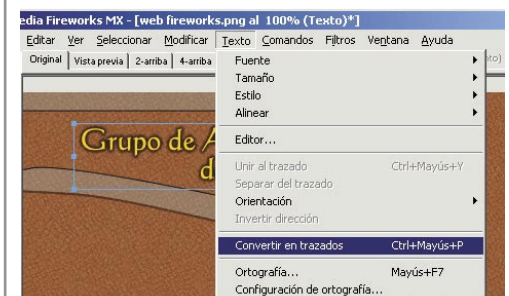 edia Fireworks MX - [web fireworks.png al 100% (Texto)*]
Editar Ver Seleccionar Modificar Texto Comandos Filtros Ventana Ayuda
Original Vista previa 2-arriba 4-arriba
Fuente
Tamaño
Estilo
Alinear
Editor...
Unir al trazado Ctrl+Mayús+Y
Separar del trazado
Orientación
Invertir dirección
Convertir en trazados Ctrl+Mayús+P
Ortografía... Mayús+F7
Configuración de ortografía...
Grupo de A
d